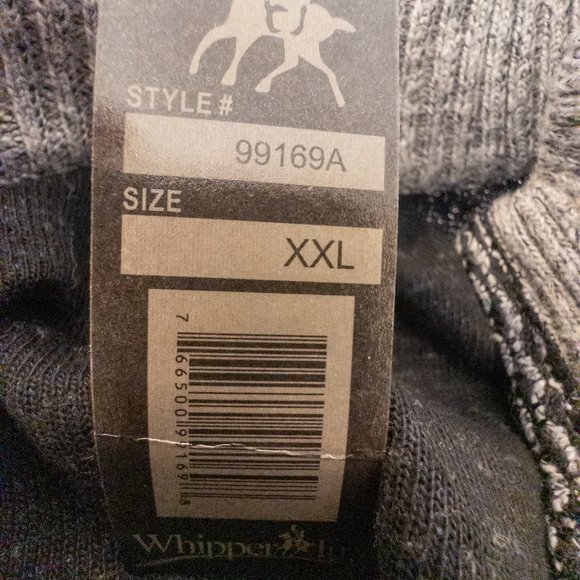 STYLE #
99169A
SIZE
XXL
Whipper